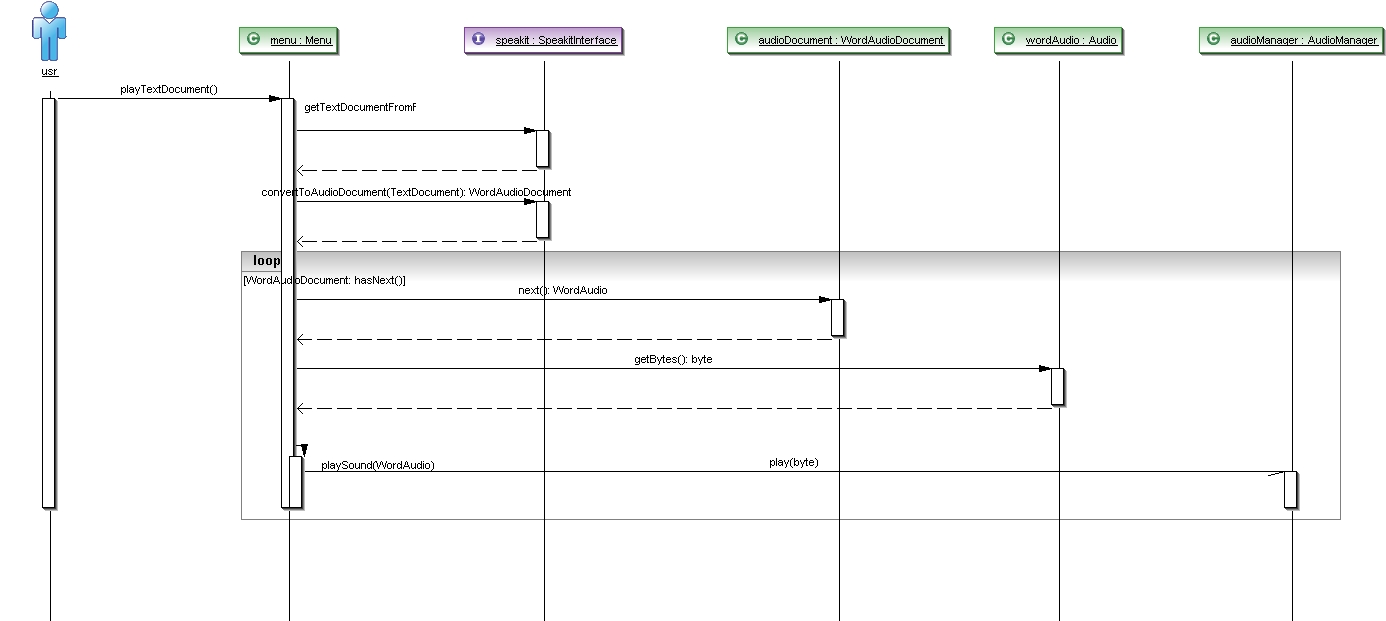 usr
C menu : Menu
I speakit : SpeakitInterface
C audioDocument : WordAudioDocument
C wordAudio : Audio
C audioManager : AudioManager
playTextDocument()
getTextDocumentFromF
convertToAudioDocument(TextDocument): WordAudioDocument
loop
[WordAudioDocument: hasNext()]
next(): WordAudio
getBytes(): byte
playSound(WordAudio)
play(byte)